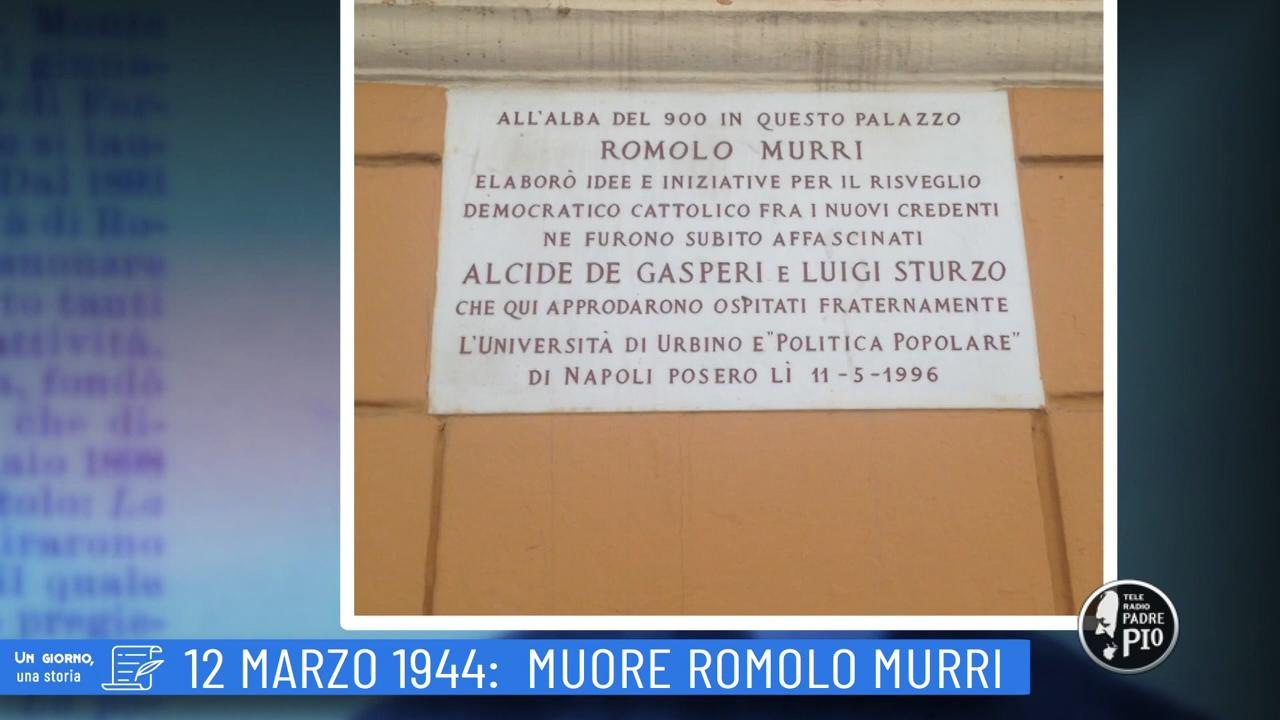 ALL'ALBA DEL 900 IN QUESTO PALAZZO
ROMOLO MURRI
ELABORÒ IDEE E INIZIATIVE PER IL RISVEGLIO
DEMOCRATICO CATTOLICO FRA I NUOVI CREDENTI
NE FURONO SUBITO AFFASCINATI
ALCIDE DE GASPERI E LUIGI STURZO
CHE QUI APPRODARONO OSPITATI FRATERNAMENTE
L'UNIVERSITÀ DI URBINO E "POLITICA POPOLARE"
DI NAPOLI POSERO LÌ 11-5-1996
TELE
RADIO
PADRE
PIO
UN GIORNO,
una storia
12 MARZO 1944: MUORE ROMOLO MURRI